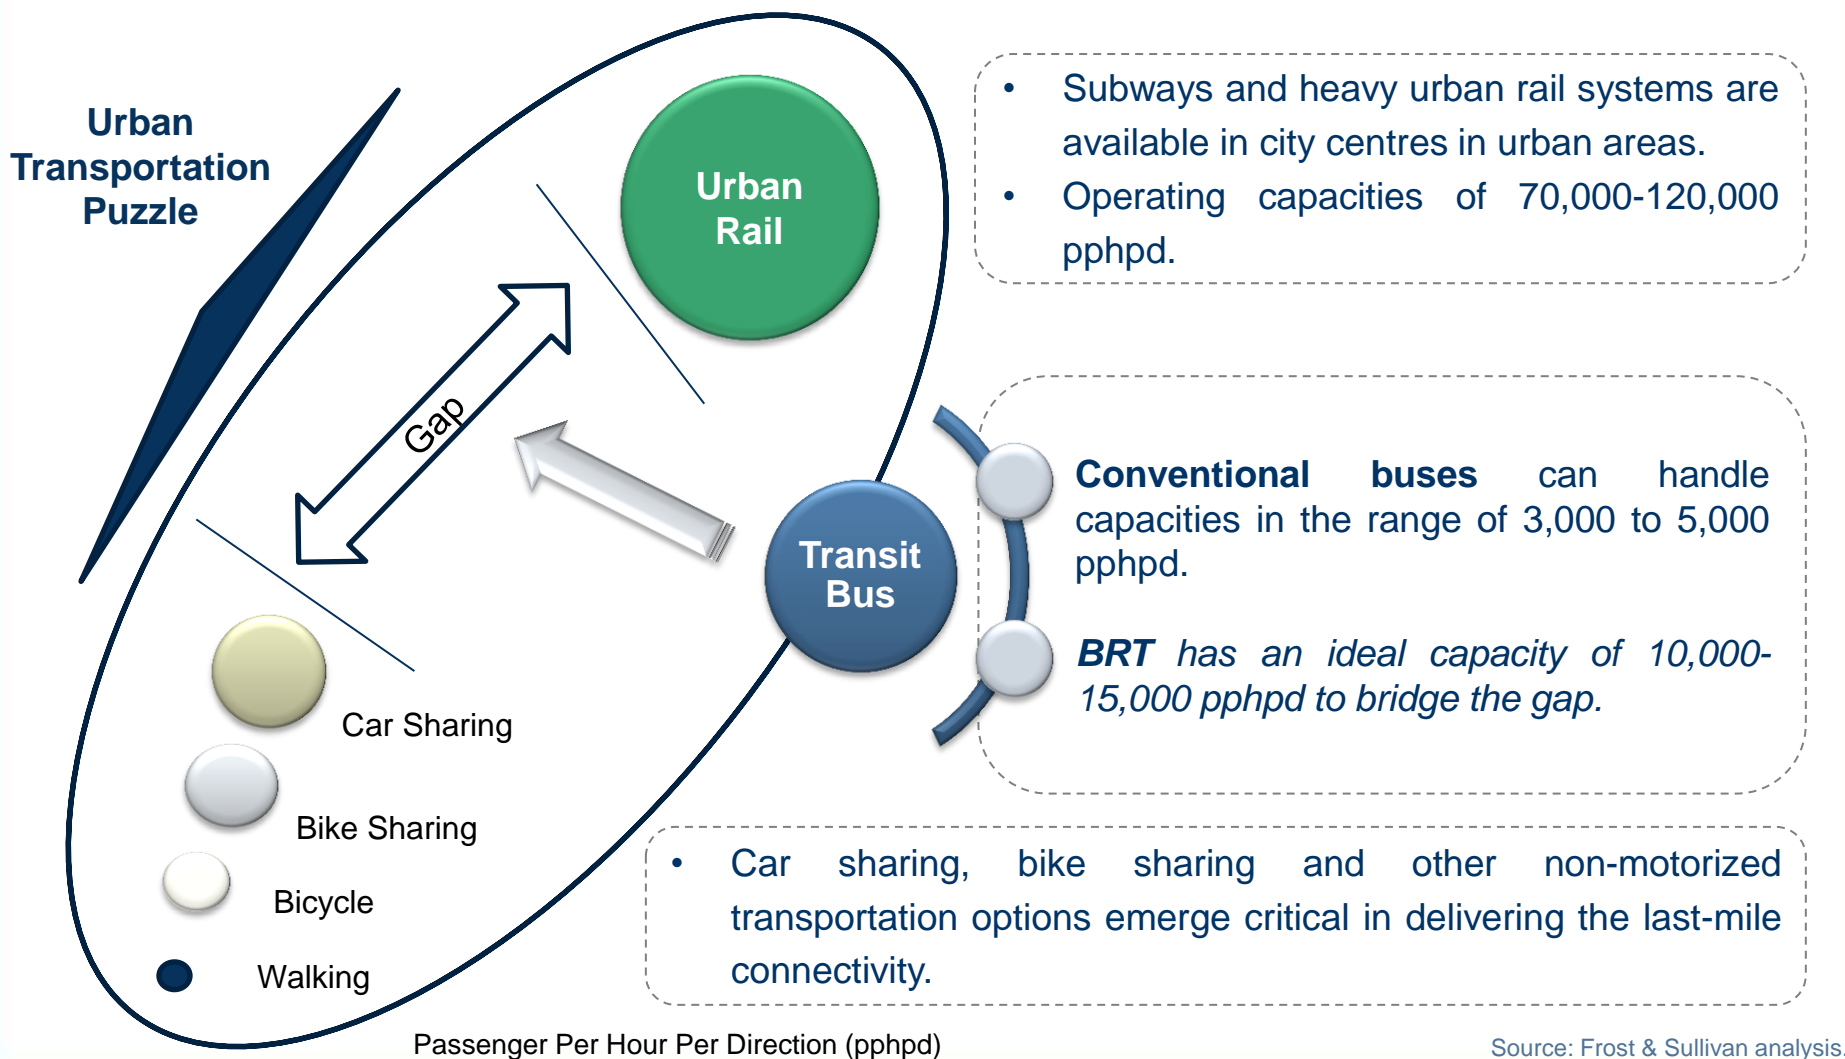 Urban
Transportation
Puzzle
Urban
Rail
• Subways and heavy urban rail systems are
available in city centres in urban areas.
• Operating capacities of 70,000-120,000
pphpd.
Gap
Transit
Bus
Conventional buses can handle
capacities in the range of 3,000 to 5,000
pphpd.
BRT has an ideal capacity of 10,000-
15,000 pphpd to bridge the gap.
Car Sharing
Bike Sharing
Bicycle
Walking
• Car sharing, bike sharing and other non-motorized
transportation options emerge critical in delivering the last-mile
connectivity.
Passenger Per Hour Per Direction (pphpd)
Source: Frost & Sullivan analysis.